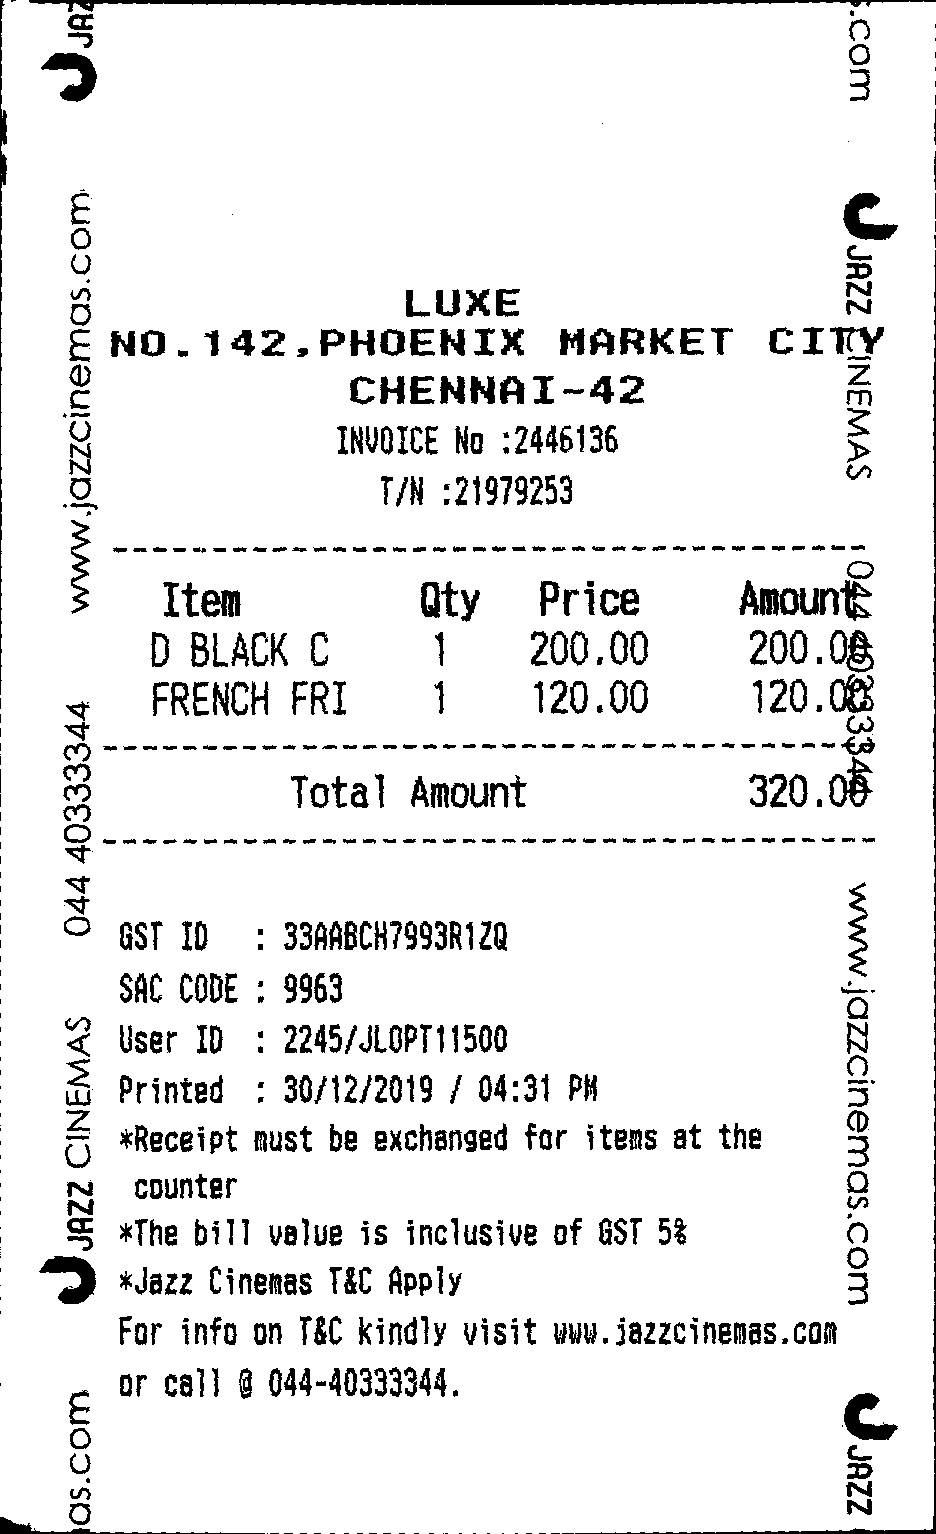 LUXE
NO.142,PHOENIX MARKET CITY
CHENNAI-42
INVOICE No :2446136
T/N :21979253
Item Qty Price Amount
D BLACK C 1 200.00 200.00
FRENCH FRI 1 120.00 120.00
Total Amount 320.00
GST ID : 33AABCH7993R1ZQ
SAC CODE : 9963
User ID : 2245/JLOPT11500
Printed : 30/12/2019 / 04:31 PM
*Receipt must be exchanged for items at the
counter
*The bill value is inclusive of GST 5%
*Jazz Cinemas T&C Apply
For info on T&C kindly visit www.jazzcinemas.com
or call @ 044-40333344.
as.com JAZZ CINEMAS 044 40333344 www.jazzcinemas.com JAZ
s.com JAZZ CINEMAS 044 40333344 www.jazzcinemas.com JAZZ